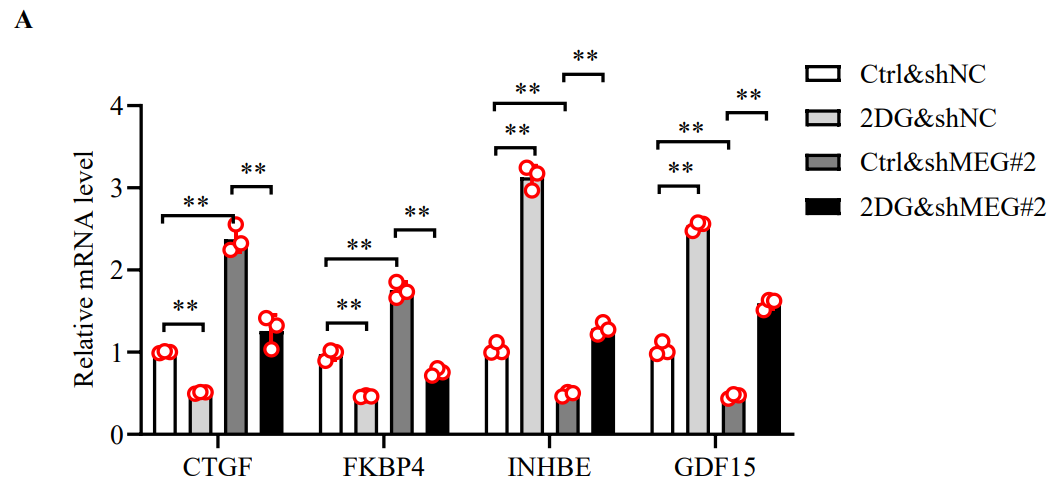 A
Relative mRNA level
4
3
2
1
0
**
**
**
**
**
**
**
**
**
**
**
**
CTGF
FKBP4
INHBE
GDF15
Ctrl&shNC
2DG&shNC
Ctrl&shMEG#2
2DG&shMEG#2